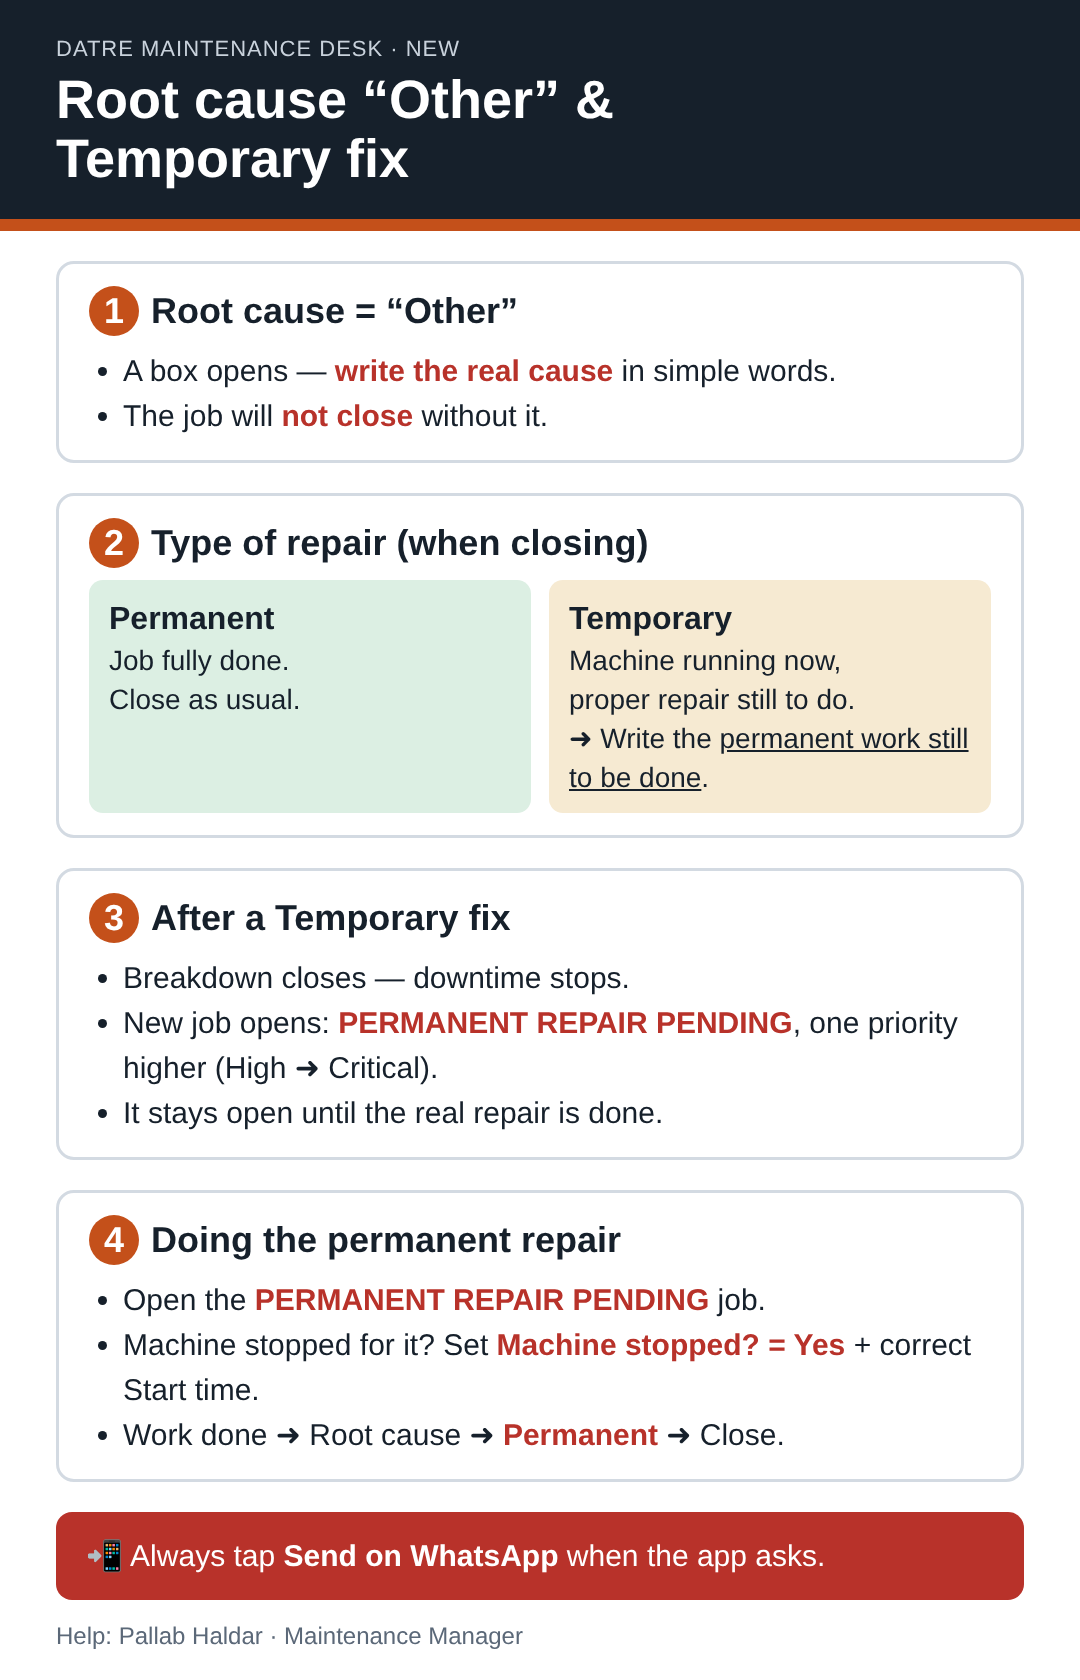 DATRE MAINTENANCE DESK · NEW
Root cause “Other” &
Temporary fix
1 Root cause = “Other”
• A box opens — write the real cause in simple words.
• The job will not close without it.
2 Type of repair (when closing)
Permanent
Job fully done.
Close as usual.
Temporary
Machine running now,
proper repair still to do.
➜ Write the permanent work still
to be done.
3 After a Temporary fix
• Breakdown closes — downtime stops.
• New job opens: PERMANENT REPAIR PENDING, one priority
higher (High ➜ Critical).
• It stays open until the real repair is done.
4 Doing the permanent repair
• Open the PERMANENT REPAIR PENDING job.
• Machine stopped for it? Set Machine stopped? = Yes + correct
Start time.
• Work done ➜ Root cause ➜ Permanent ➜ Close.
📲 Always tap Send on WhatsApp when the app asks.
Help: Pallab Haldar · Maintenance Manager